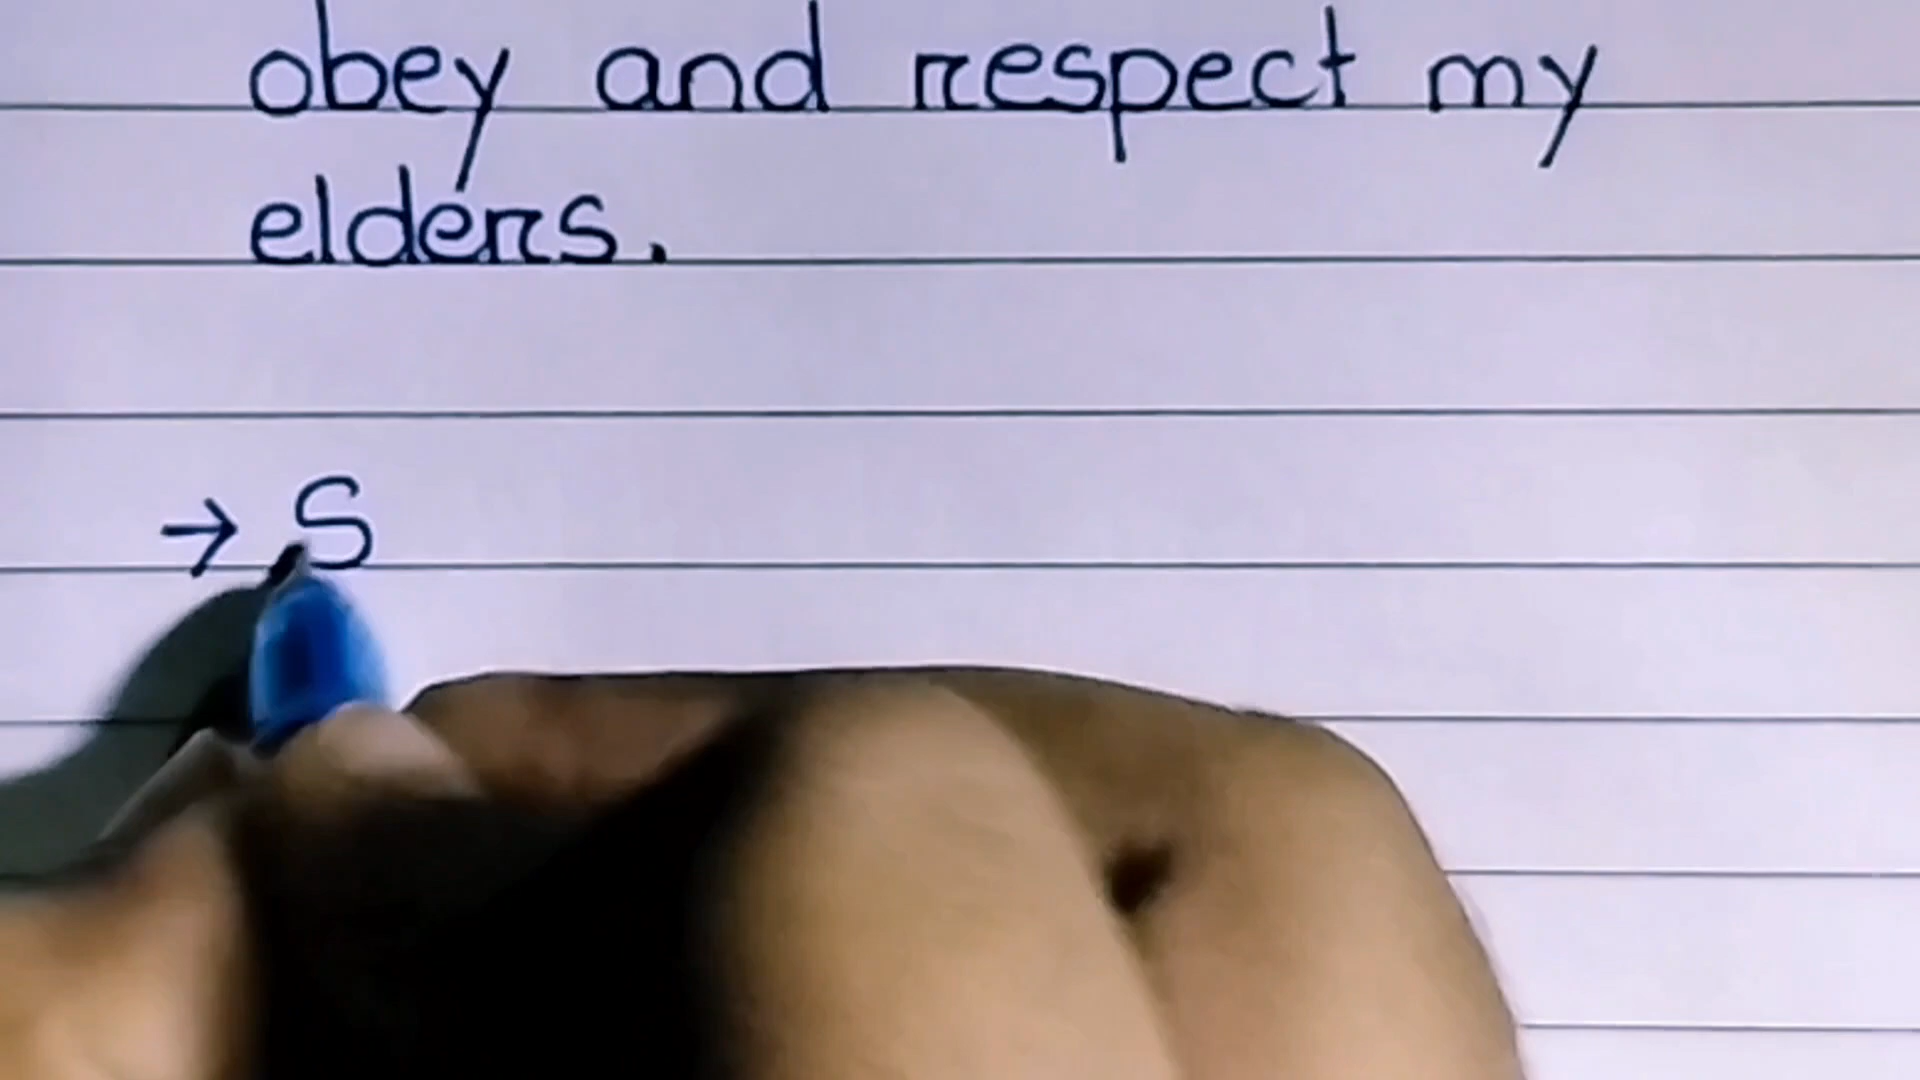 obey and respect my
elders.
→ S